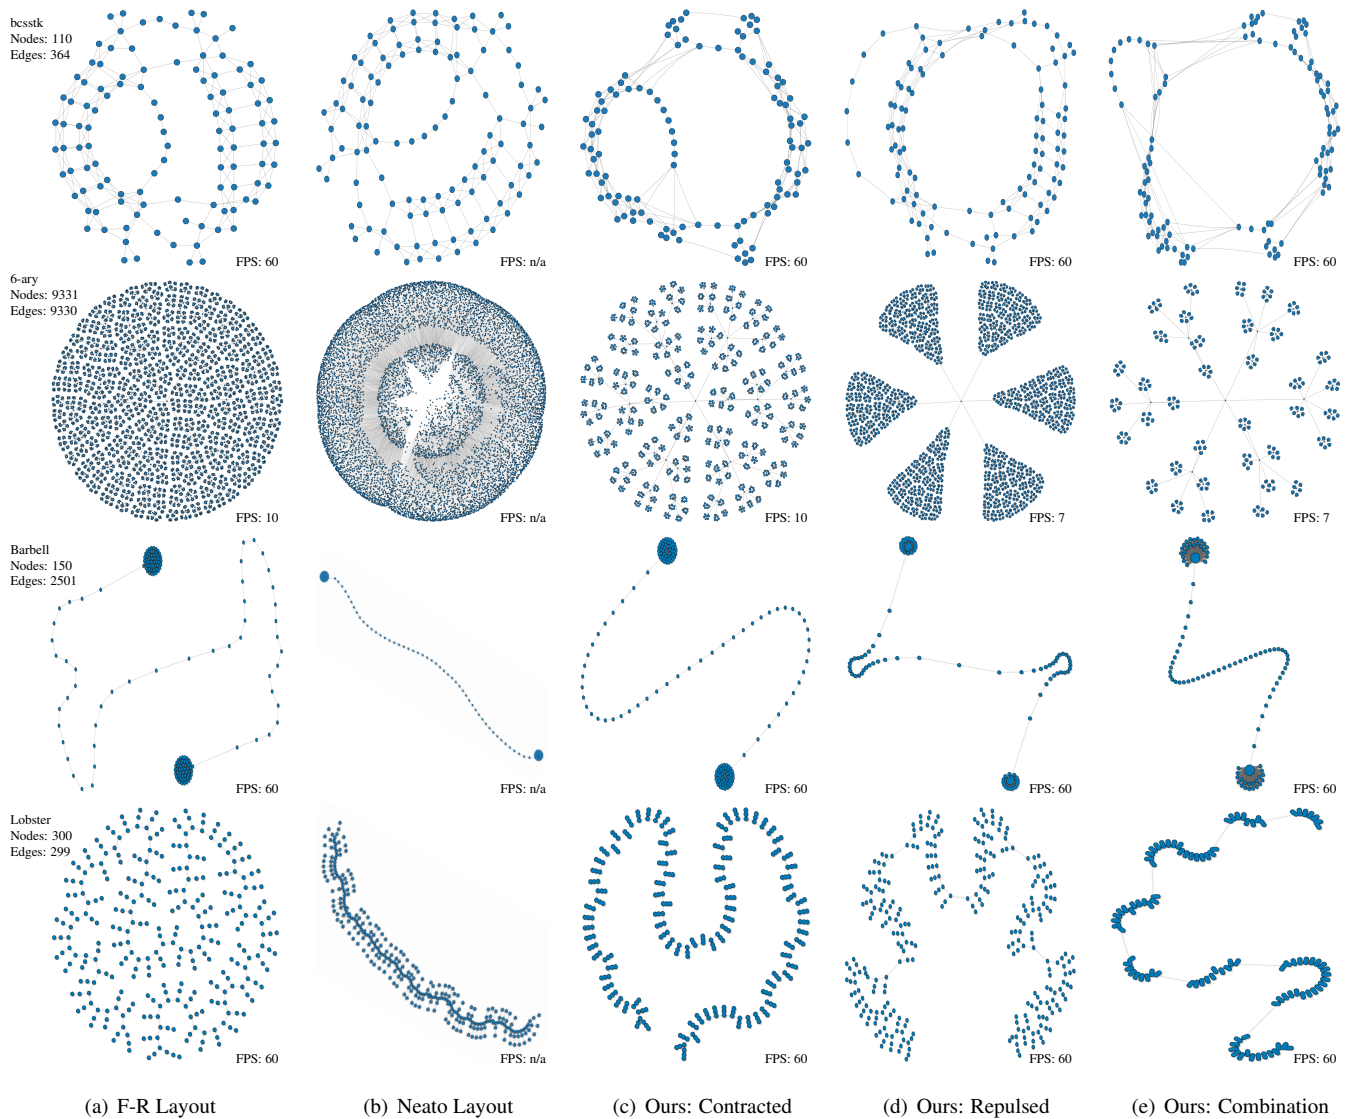 bcsstk
Nodes: 110
Edges: 364
FPS: 60
FPS: n/a
FPS: 60
FPS: 60
FPS: 60
6-ary
Nodes: 9331
Edges: 9330
FPS: 10
FPS: n/a
FPS: 10
FPS: 7
FPS: 7
Barbell
Nodes: 150
Edges: 2501
FPS: 60
FPS: n/a
FPS: 60
FPS: 60
FPS: 60
Lobster
Nodes: 300
Edges: 299
FPS: 60
FPS: n/a
FPS: 60
FPS: 60
FPS: 60
(a) F-R Layout
(b) Neato Layout
(c) Ours: Contracted
(d) Ours: Repulsed
(e) Ours: Combination